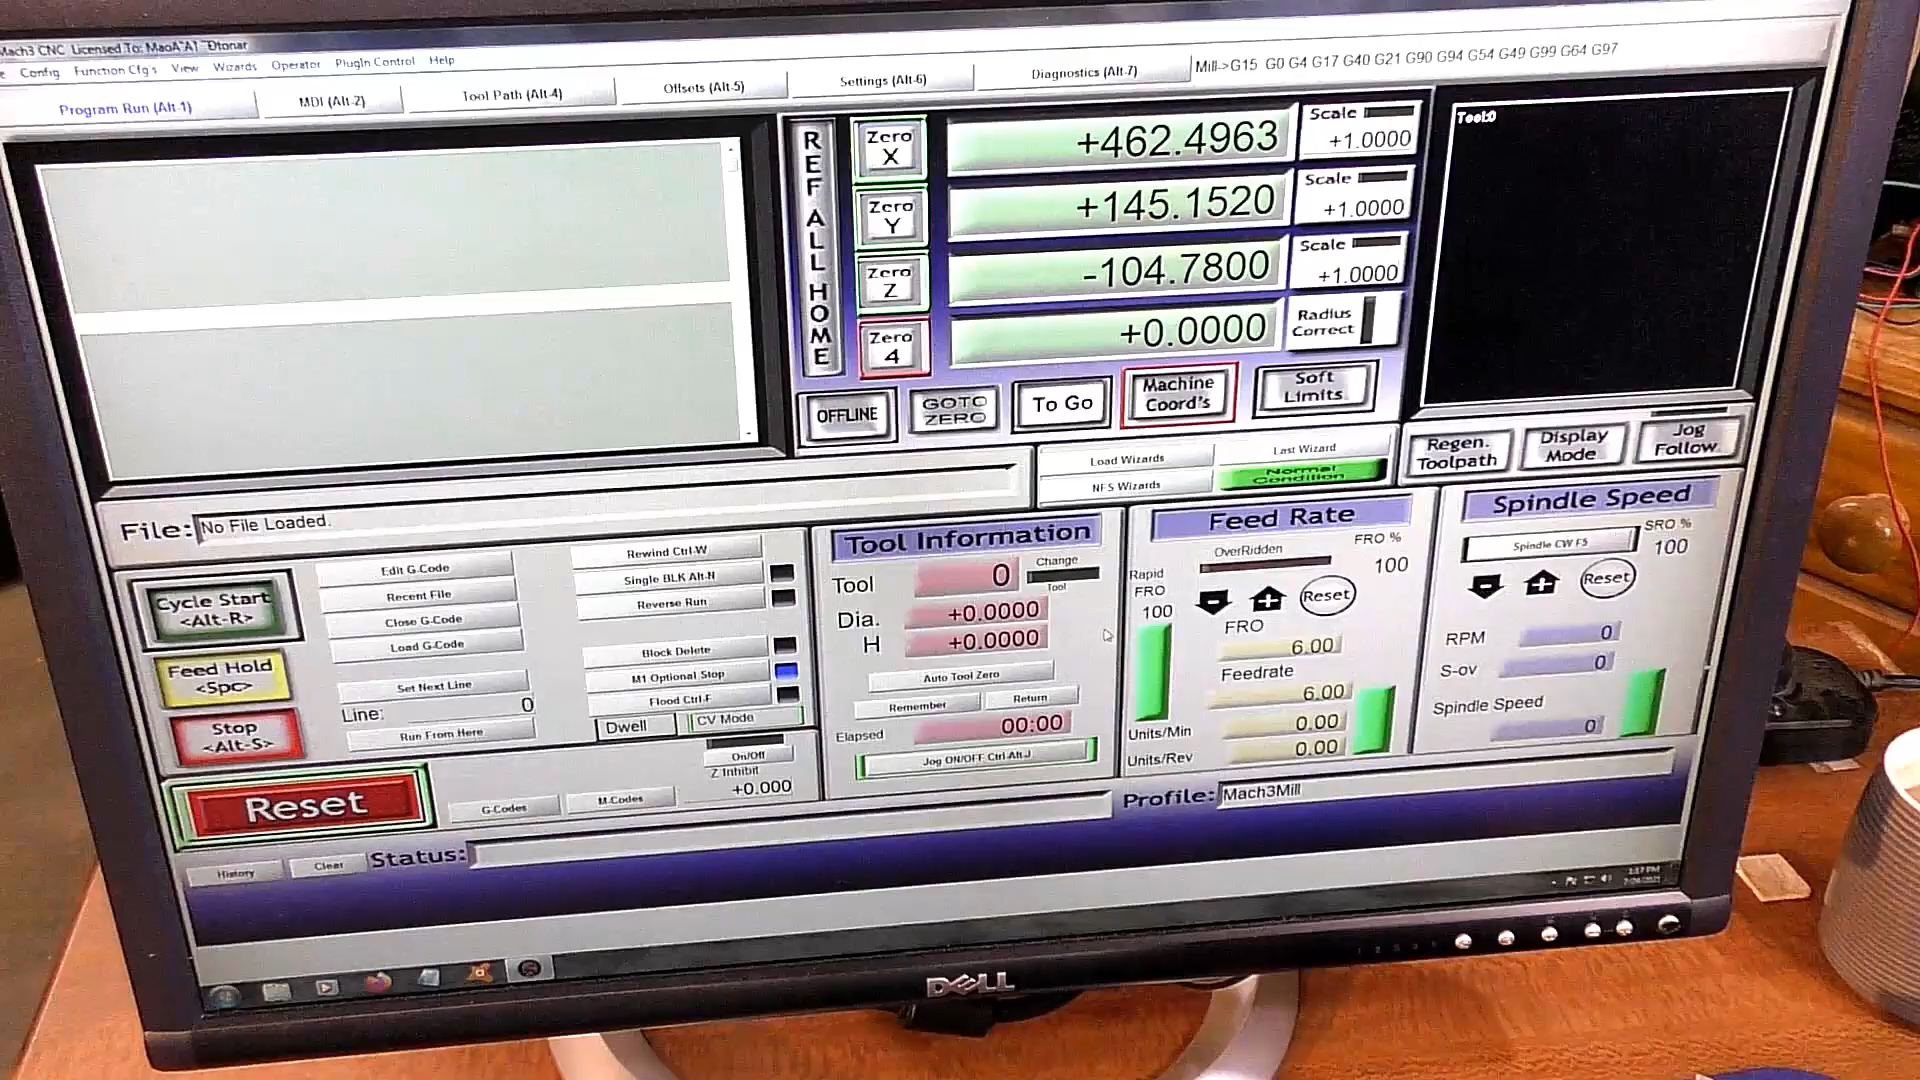 Mach3 CNC Licensed To:
Config Function Cfg's View Wizards Operator PlugIn Control Help
Program Run (Alt-1) MDI (Alt-2) Tool Path (Alt-4) Offsets (Alt-5) Settings (Alt-6) Diagnostics (Alt-7) Mill->G15 G0 G4 G17 G40 G21 G90 G94 G54 G49 G99 G64 G97
REF ALL HOME
Zero X +462.4963 Scale +1.0000
Zero Y +145.1520 Scale +1.0000
Zero Z -104.7800 Scale +1.0000
Zero 4 +0.0000 Radius Correct
Tool:0
OFFLINE GOTO ZERO To Go Machine Coord's Soft Limits
Load Wizards Last Wizard
NFS Wizards Normal Condition
Regen. Toolpath Display Mode Jog Follow
File: No File Loaded.
Cycle Start <Alt-R>
Feed Hold <Spc>
Stop <Alt-S>
Reset
Edit G-Code
Recent File
Close G-Code
Load G-Code
Set Next Line
Line: 0
Run From Here
Rewind Ctrl-W
Single BLK Alt-N
Reverse Run
Block Delete
M1 Optional Stop
Flood Ctrl-F
Dwell CV Mode
On/Off
Z Inhibit
+0.000
G-Codes M-Codes
Tool Information
Tool 0 Change Tool
Dia. +0.0000
H +0.0000
Auto Tool Zero
Remember Return
Elapsed 00:00
Jog ON/OFF Ctrl-Alt-J
Feed Rate
OverRidden FRO %
100
Rapid FRO 100
Reset
FRO
6.00
Feedrate
6.00
Units/Min 0.00
Units/Rev 0.00
Spindle Speed
Spindle CW F5 SRO %
100
Reset
RPM 0
S-ov 0
Spindle Speed
0
Profile: Mach3Mill
History Clear Status:
DELL